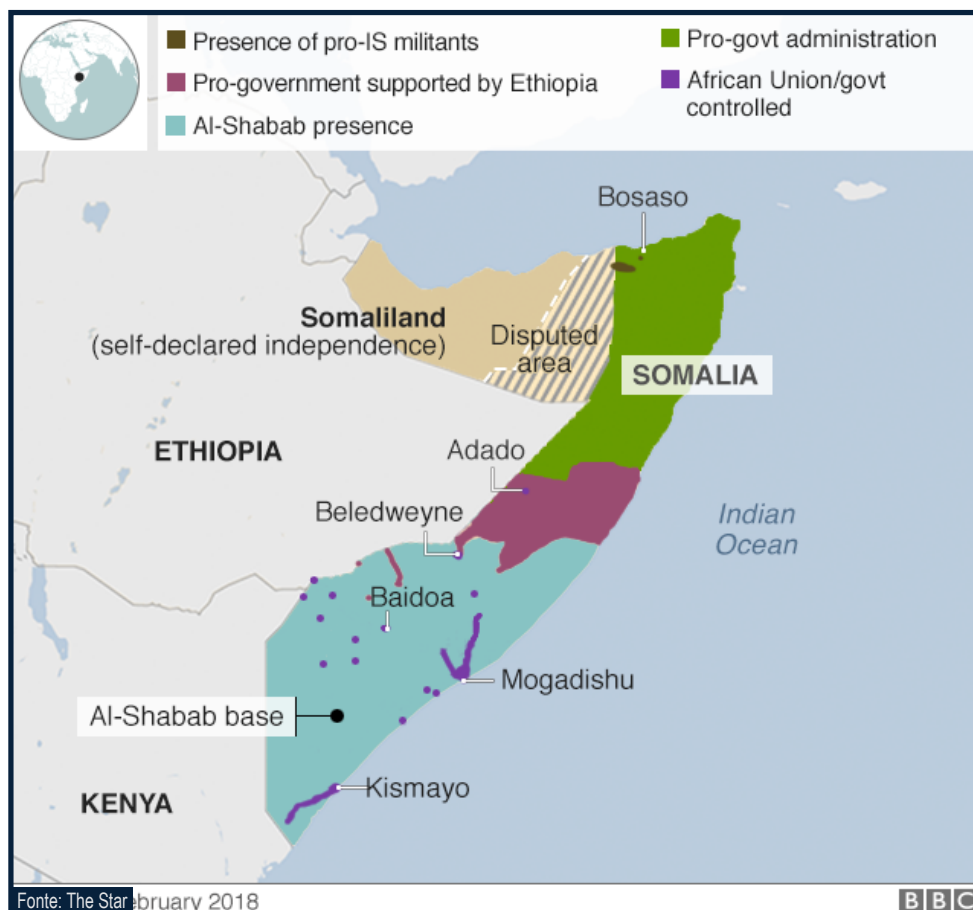 Presence of pro-IS militants
Pro-government supported by Ethiopia
Al-Shabab presence
Pro-govt administration
African Union/govt
controlled
Bosaso
Somaliland
(self-declared independence)
Disputed
area
SOMALIA
ETHIOPIA
Adado
Beledweyne
Indian
Ocean
Baidoa
Mogadishu
Al-Shabab base
Kismayo
KENYA
Fonte: The Star
bruary 2018
BBC